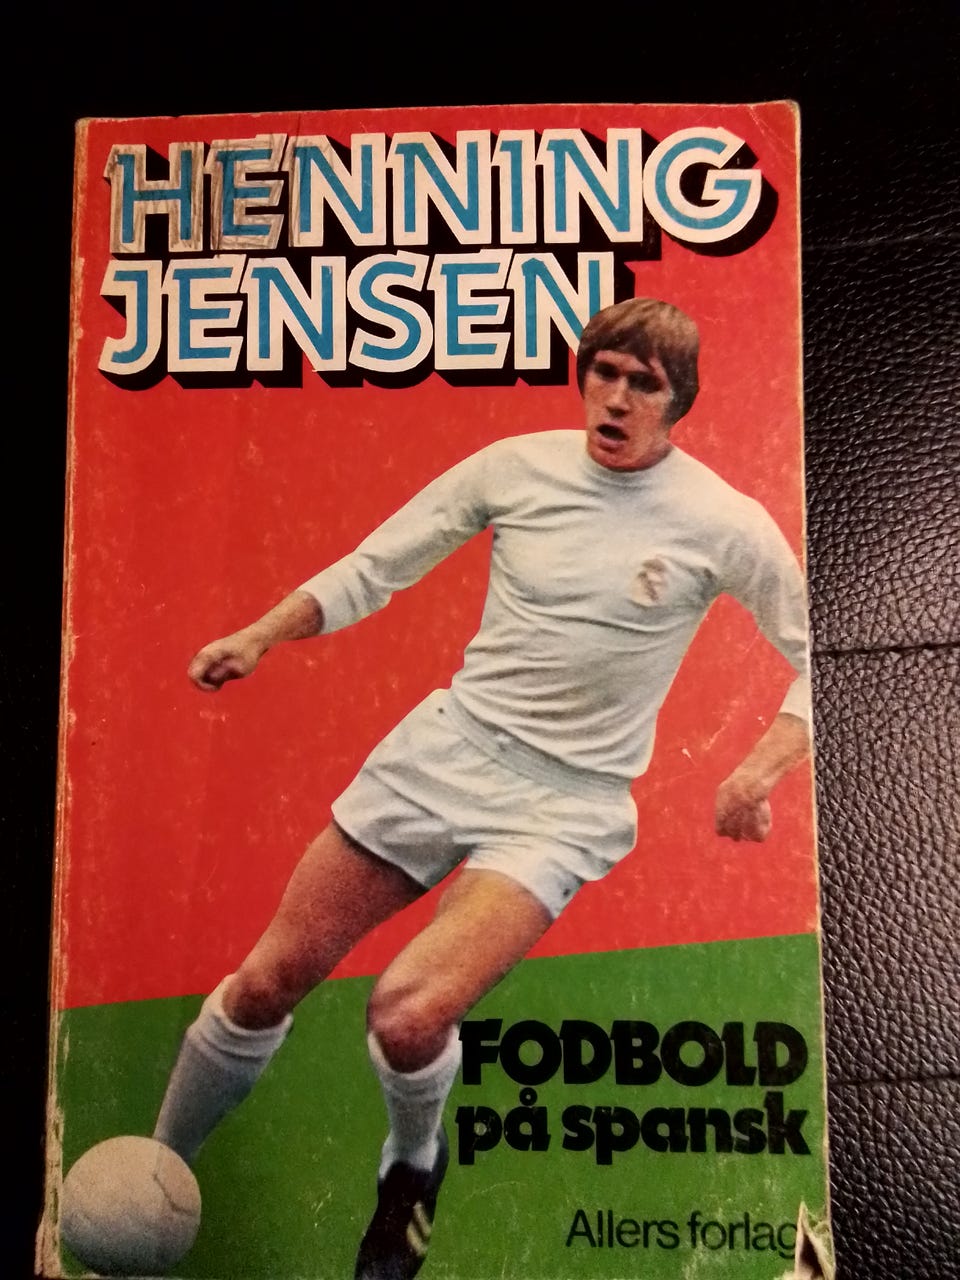 HENNING
JENSEN
FODBOLD
på spansk
Allers forlag